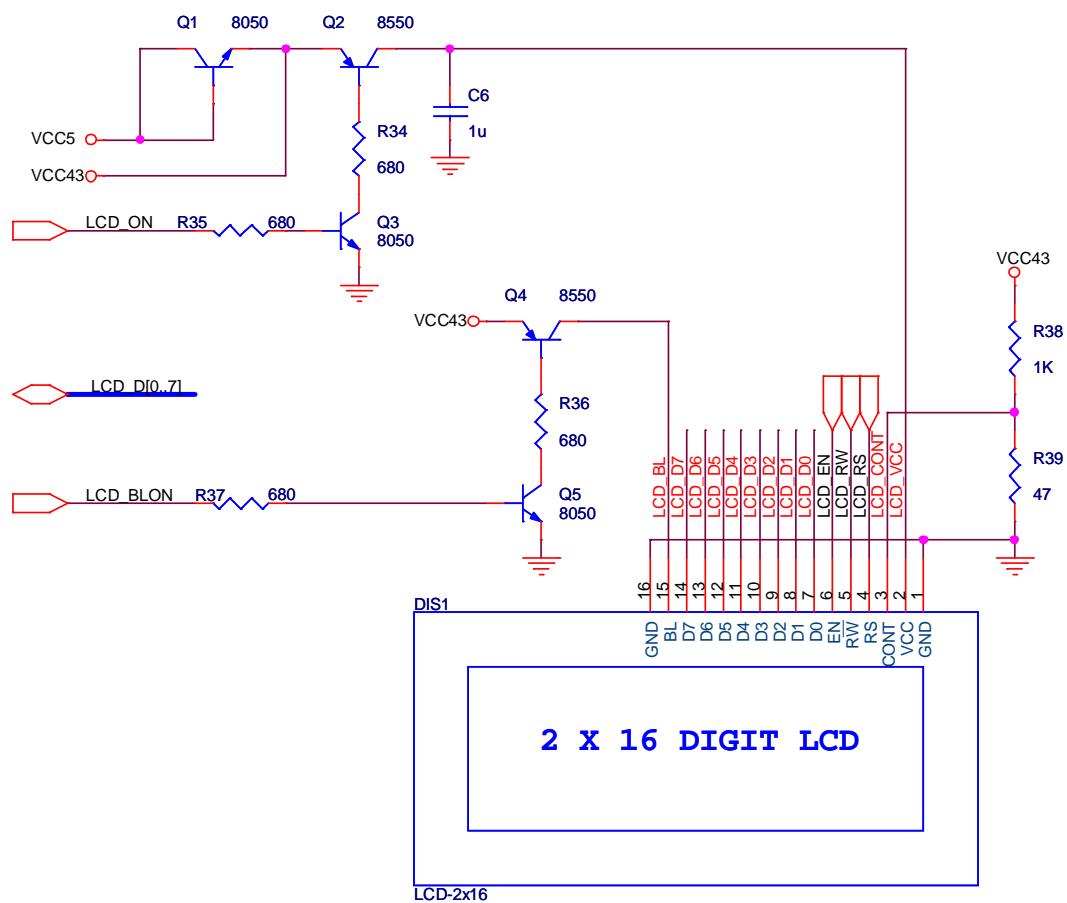 Q1 8050 Q2 8550
C6
1u
R34
680
VCC5
VCC43
LCD_ON R35 680 Q3
8050
VCC43
Q4 8550
VCC43
R38
1K
LCD_D[0..7]
R36
680
R39
47
LCD_BLON R37 680 Q5
8050
LCD_BL
LCD_D7
LCD_D6
LCD_D5
LCD_D4
LCD_D3
LCD_D2
LCD_D1
LCD_D0
LCD_EN
LCD_RW
LCD_RS
LCD_CONT
LCD_VCC
16 15 14 13 12 11 10 9 8 7 6 5 4 3 2 1
DIS1
GND BL D7 D6 D5 D4 D3 D2 D1 D0 EN RW RS CONT VCC GND
2 X 16 DIGIT LCD
LCD-2x16